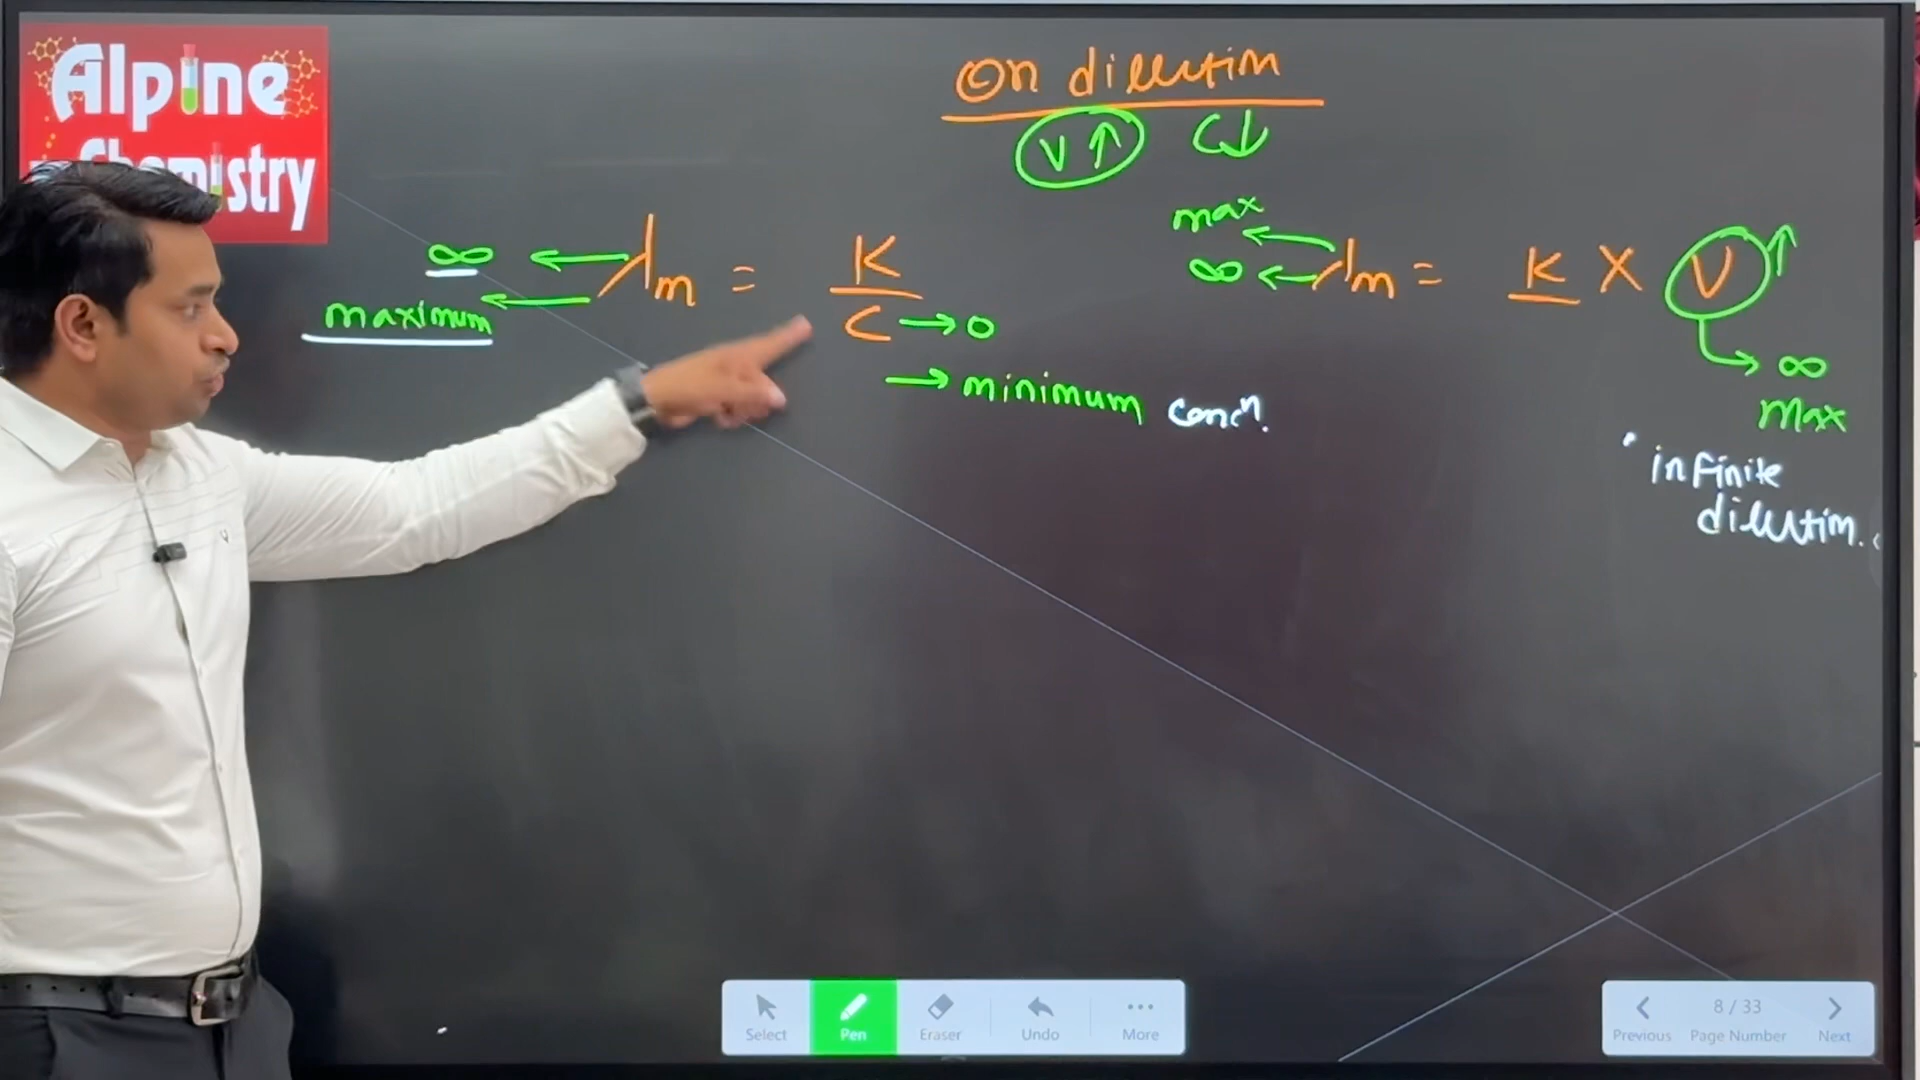 Alpine
Chemistry
On dilution
V↑ C↓
∞ ← λm = K/C → 0
maximum ←
→ minimum concn.
max
∞ ← λm = K X V ↑
→ ∞
max
infinite
dilution.
Select
Pen
Eraser
Undo
More
Previous
8 / 33
Page Number
Next